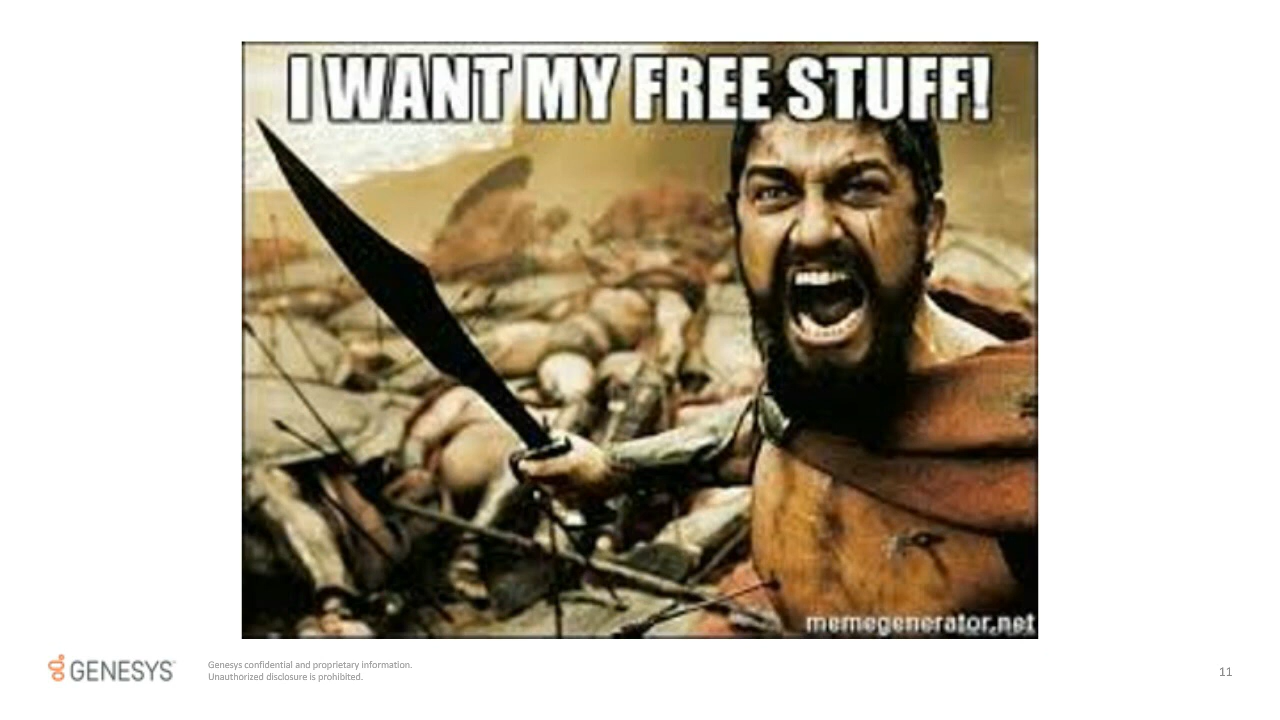 I WANT MY FREE STUFF!
memegenerator.net
GENESYS
Genesys confidential and proprietary information.
Unauthorized disclosure is prohibited.
11